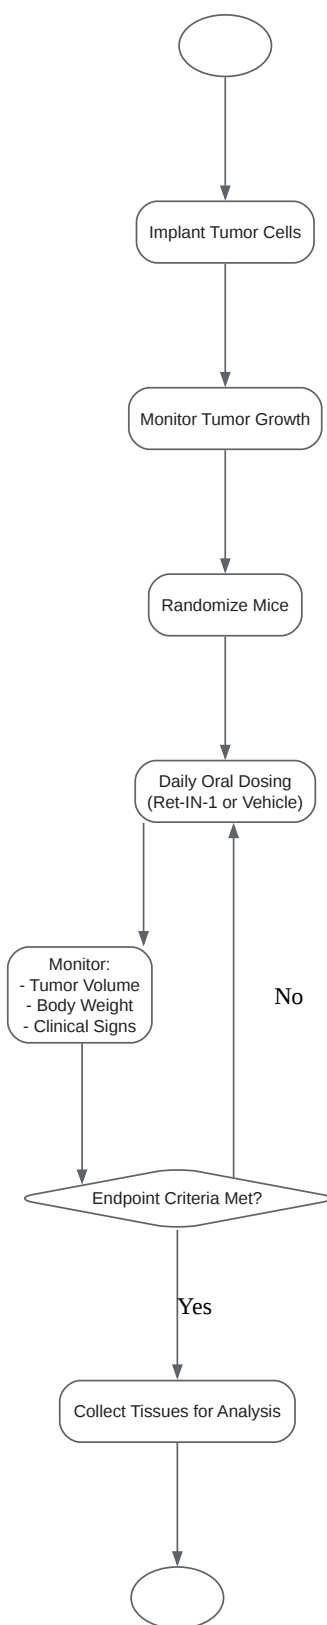 Implant Tumor Cells
Monitor Tumor Growth
Randomize Mice
Daily Oral Dosing
(Ret-IN-1 or Vehicle)
Monitor:
- Tumor Volume
- Body Weight
- Clinical Signs
No
Endpoint Criteria Met?
Yes
Collect Tissues for Analysis